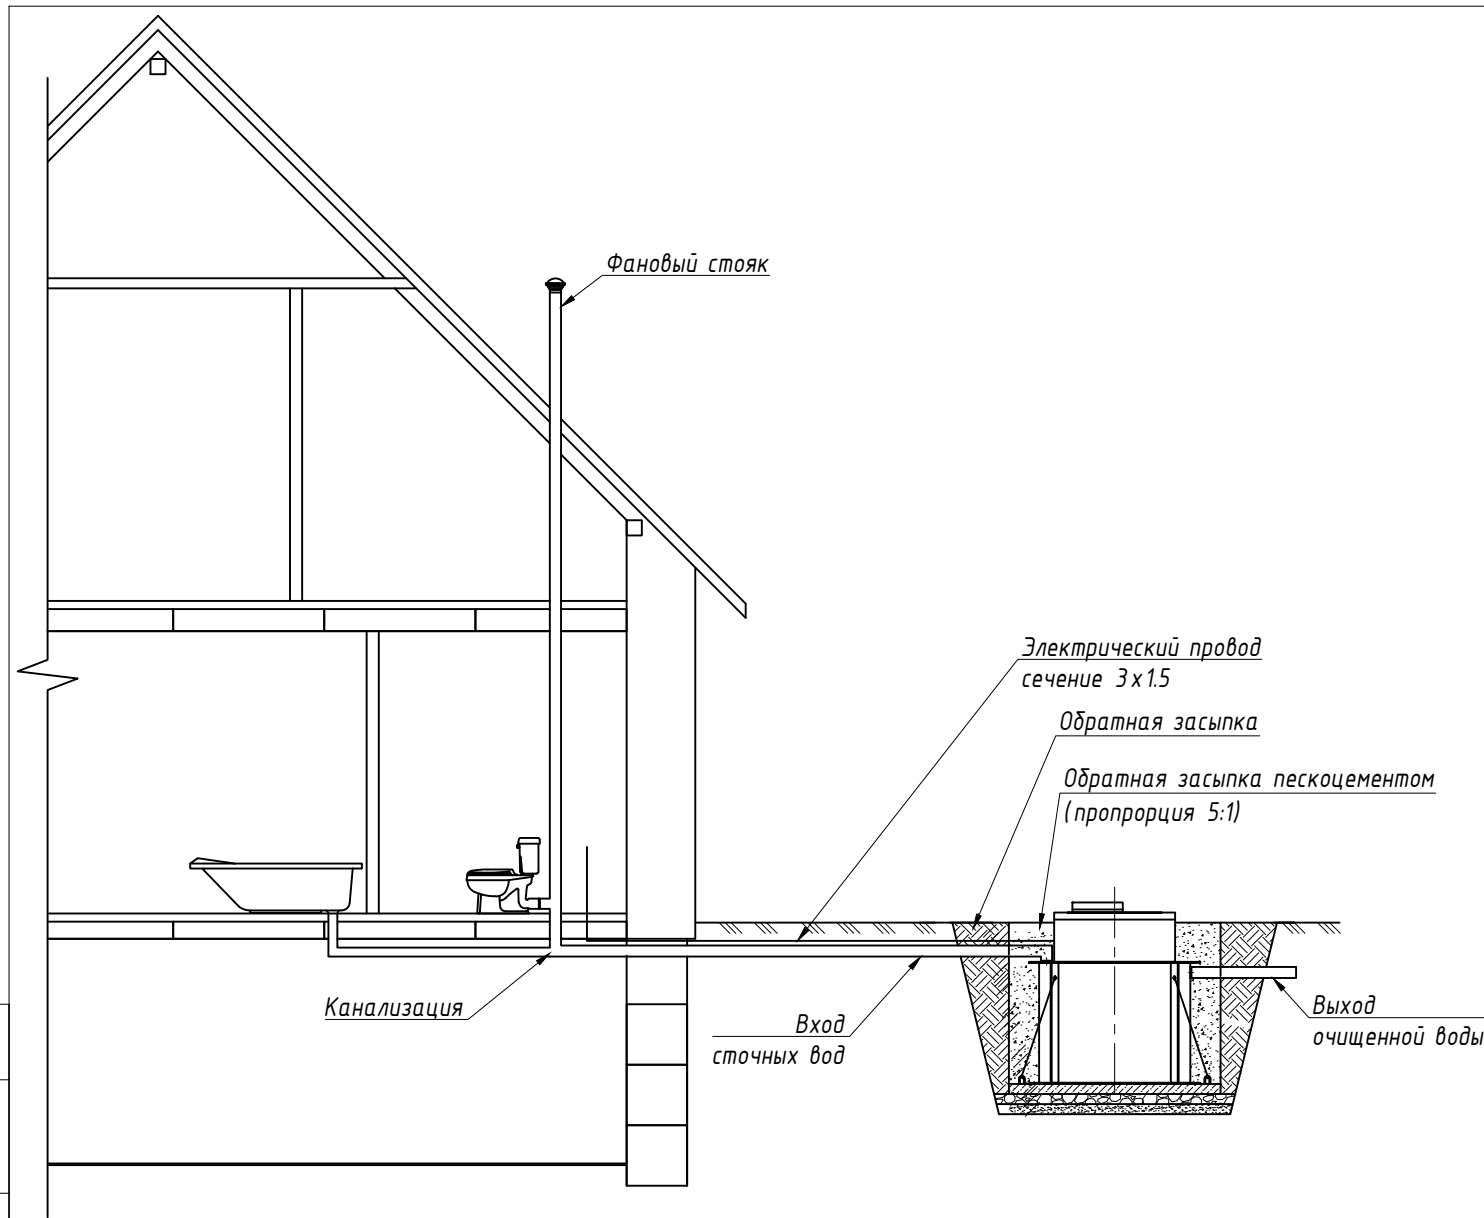 Фановый стояк
Электрический провод
сечение 3х1.5
Обратная засыпка
Обратная засыпка пескоцементом
(пропрорция 5:1)
Канализация
Вход
сточных вод
Выход
очищенной воды